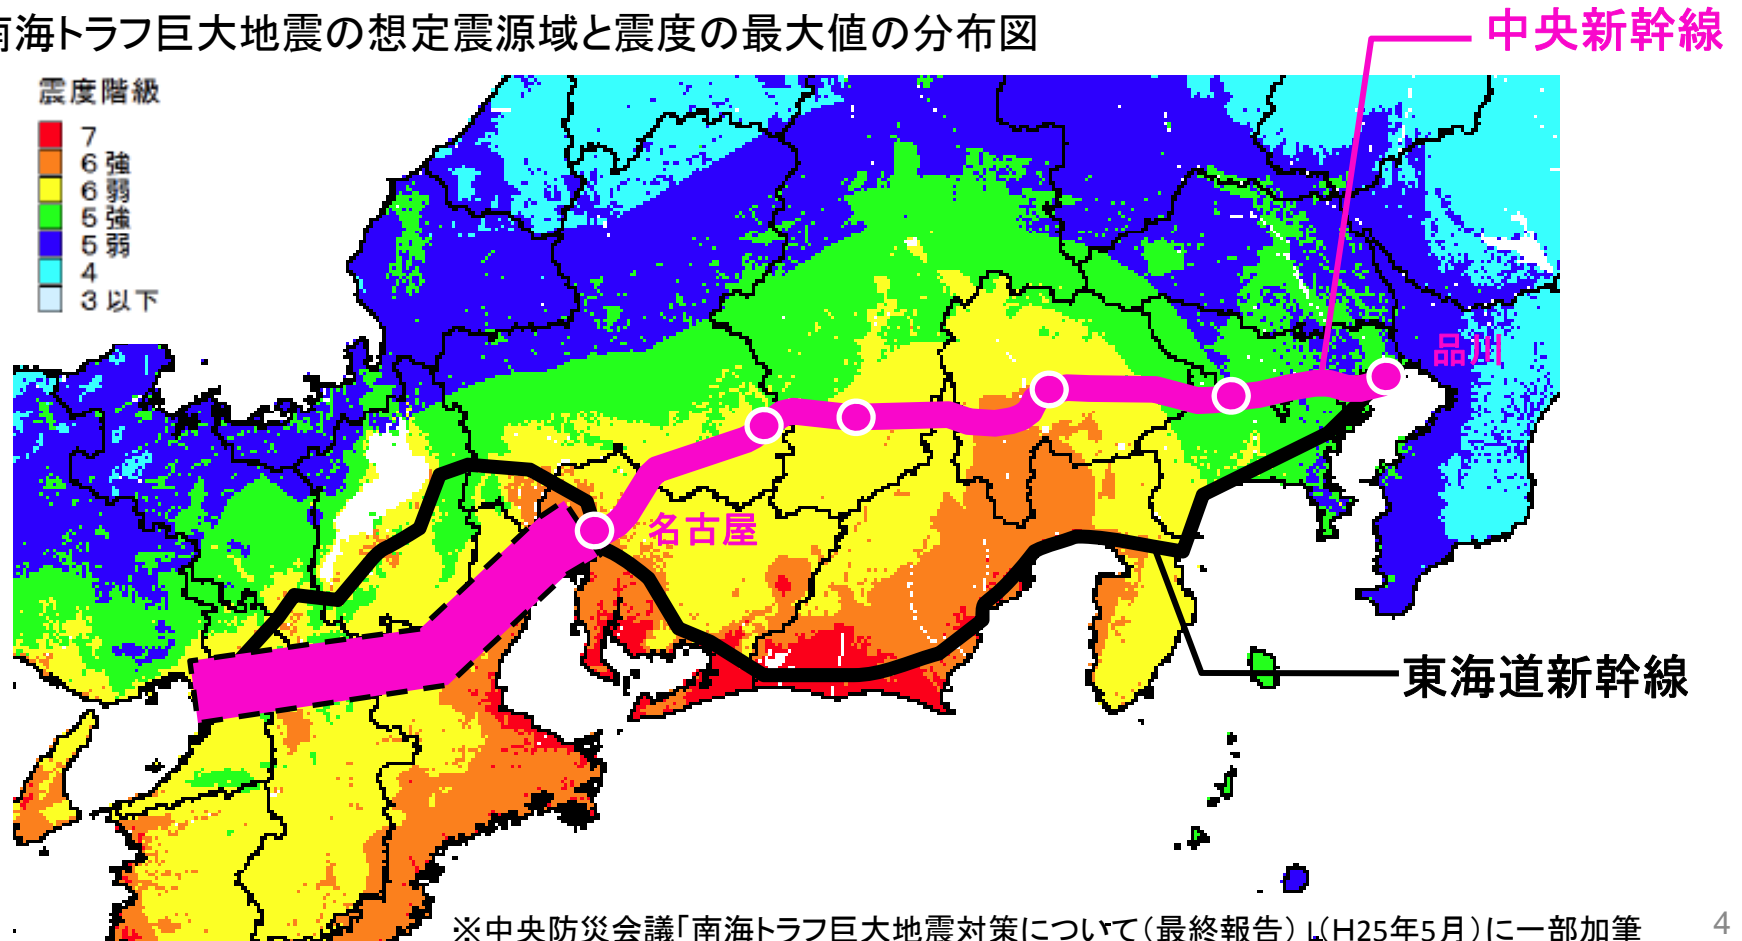 南海トラフ巨大地震の想定震源域と震度の最大値の分布図
中央新幹線
震度階級
7
6強
6弱
5強
5弱
4
3以下
品川
名古屋
東海道新幹線
※中央防災会議「南海トラフ巨大地震対策について(最終報告)」(H25年5月)に一部加筆
4